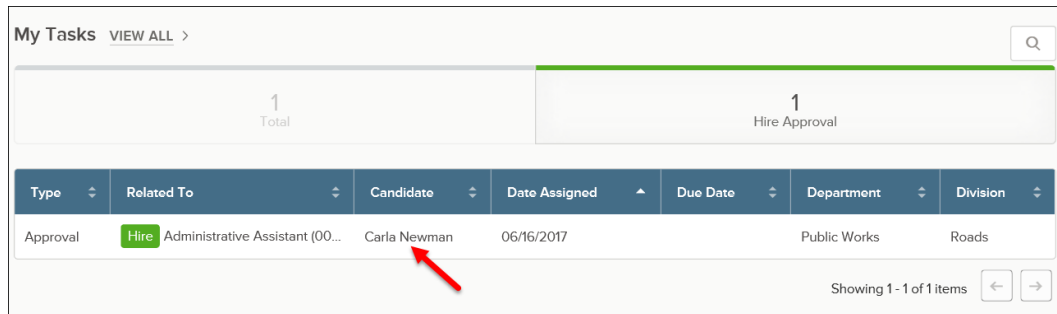 My Tasks VIEW ALL >
1
Total
1
Hire Approval
Type Related To Candidate Date Assigned Due Date Department Division
Approval Hire Administrative Assistant (00... Carla Newman 06/16/2017 Public Works Roads
Showing 1 - 1 of 1 items